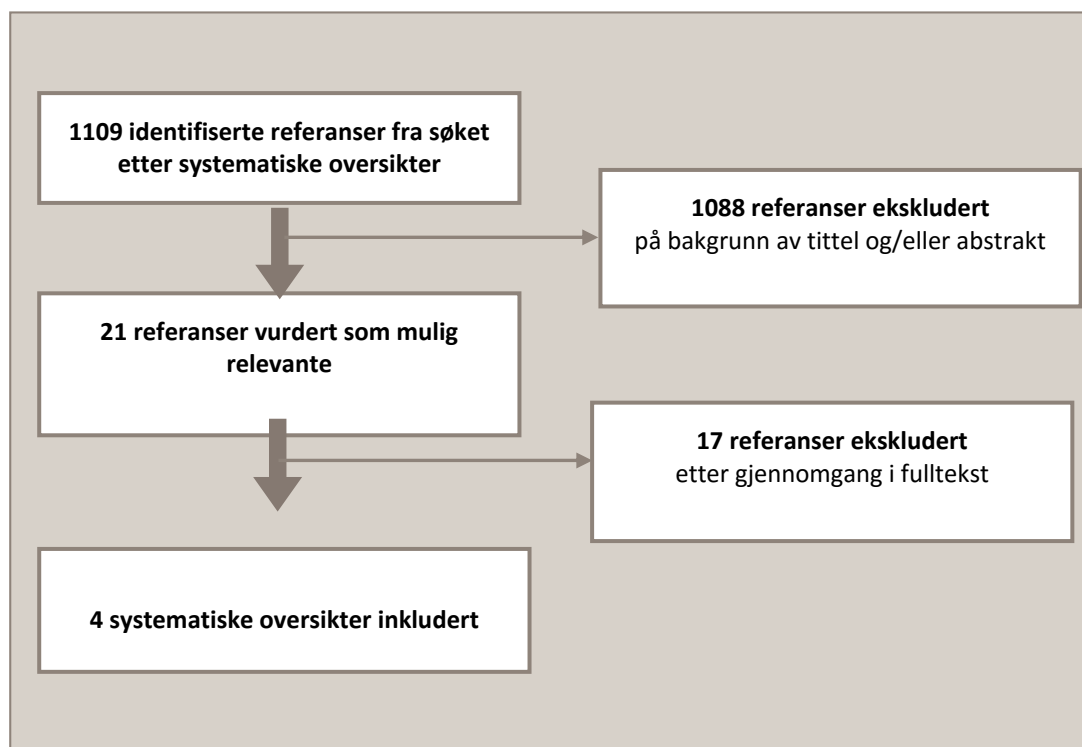 1109 identifiserte referanser fra søket
etter systematiske oversikter
1088 referanser ekskludert
på bakgrunn av tittel og/eller abstrakt
21 referanser vurdert som mulig
relevante
17 referanser ekskludert
etter gjennomgang i fulltekst
4 systematiske oversikter inkludert